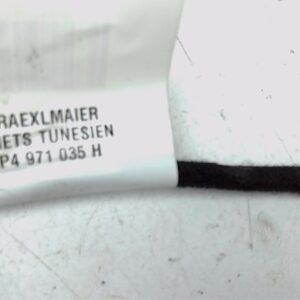 RAEXLMAIER
IETS TUNESIEN
P4 971 035 H